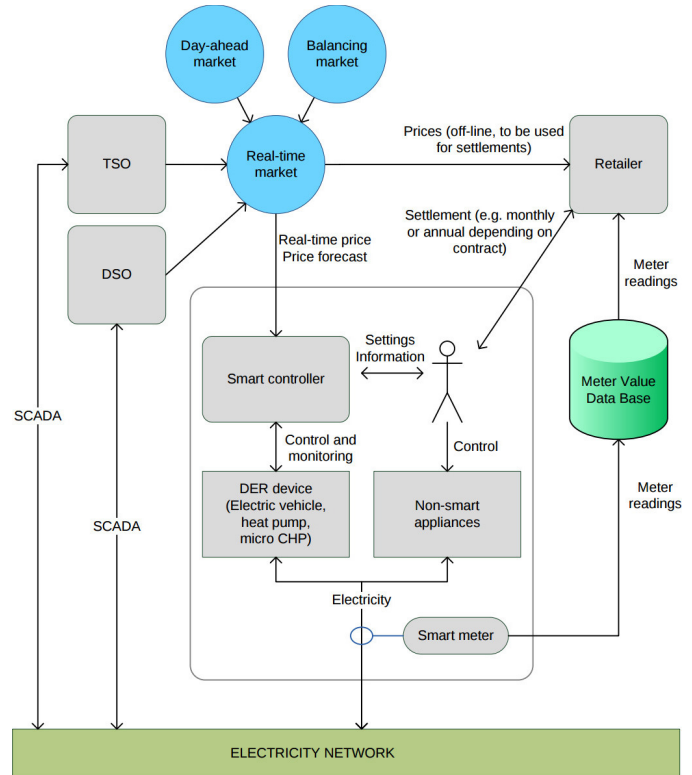 Day-ahead
market
Balancing
market
TSO
Real-time
market
Prices (off-line, to be used
for settlements)
Retailer
DSO
Real-time price
Price forecast
Settlement (e.g. monthly
or annual depending on
contract)
Meter
readings
Smart controller
Settings
Information
Meter Value
Data Base
SCADA
Control and
monitoring
Control
DER device
(Electric vehicle,
heat pump,
micro CHP)
Non-smart
appliances
Meter
readings
SCADA
Electricity
Smart meter
ELECTRICITY NETWORK